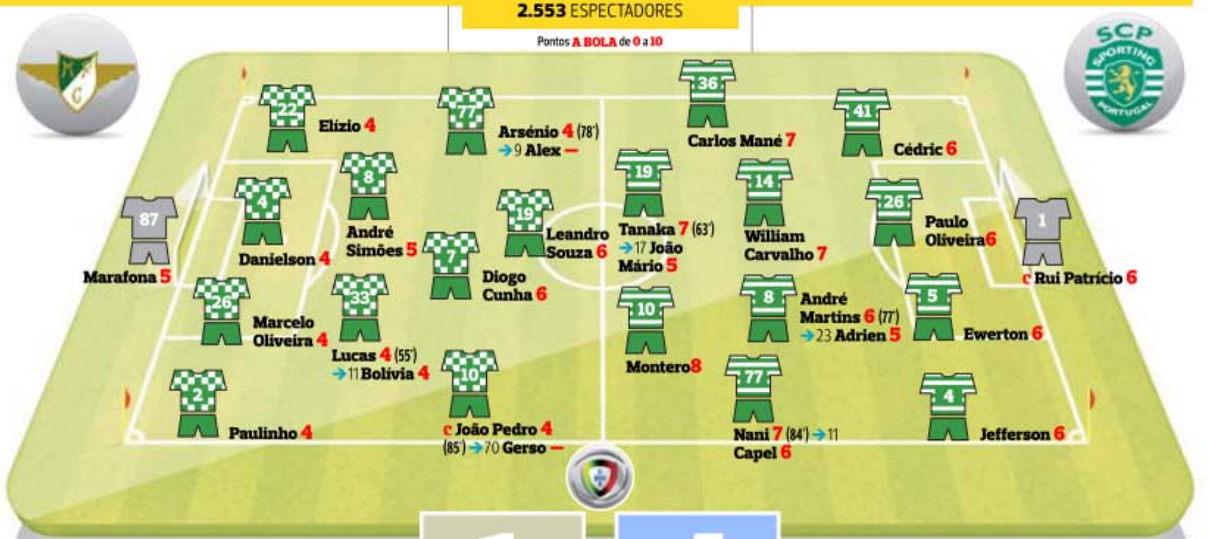 2.553 ESPECTADORES
Pontos A BOLA de 0 a 10
SCP
SPORTING
PORTUGAL
22
Elízio 4
77
Arsénio 4 (78')
→9 Alex —
36
Carlos Mané 7
41
Cédric 6
8
André
Simões 5
4
Danielson 4
87
Marafona 5
19
Leandro
Souza 6
7
Diogo
Cunha 6
19
Tanaka 7 (63')
→17 João
Mário 5
14
William
Carvalho 7
26
Paulo
Oliveira 6
1
c Rui Patrício 6
26
Marcelo
Oliveira 4
33
Lucas 4 (55')
→11 Bolívia 4
10
Montero 8
8
André
Martins 6 (77')
→23 Adrien 5
5
Ewerton 6
2
Paulinho 4
10
c João Pedro 4
(85') →70 Gerso —
77
Nani 7 (84') →11
Capel 6
4
Jefferson 6